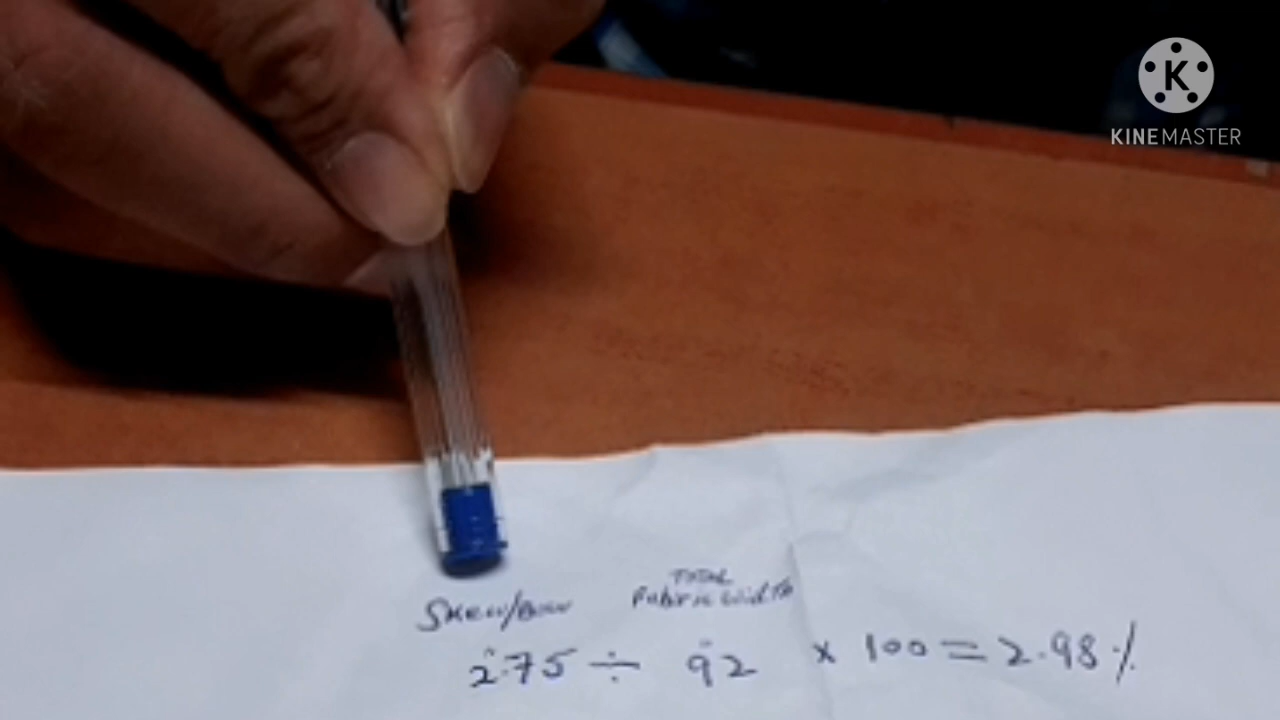 KINEMASTER
Skew/Bow
TOTAL
Fabric width
2.75 ÷ 92 x 100 = 2.98%